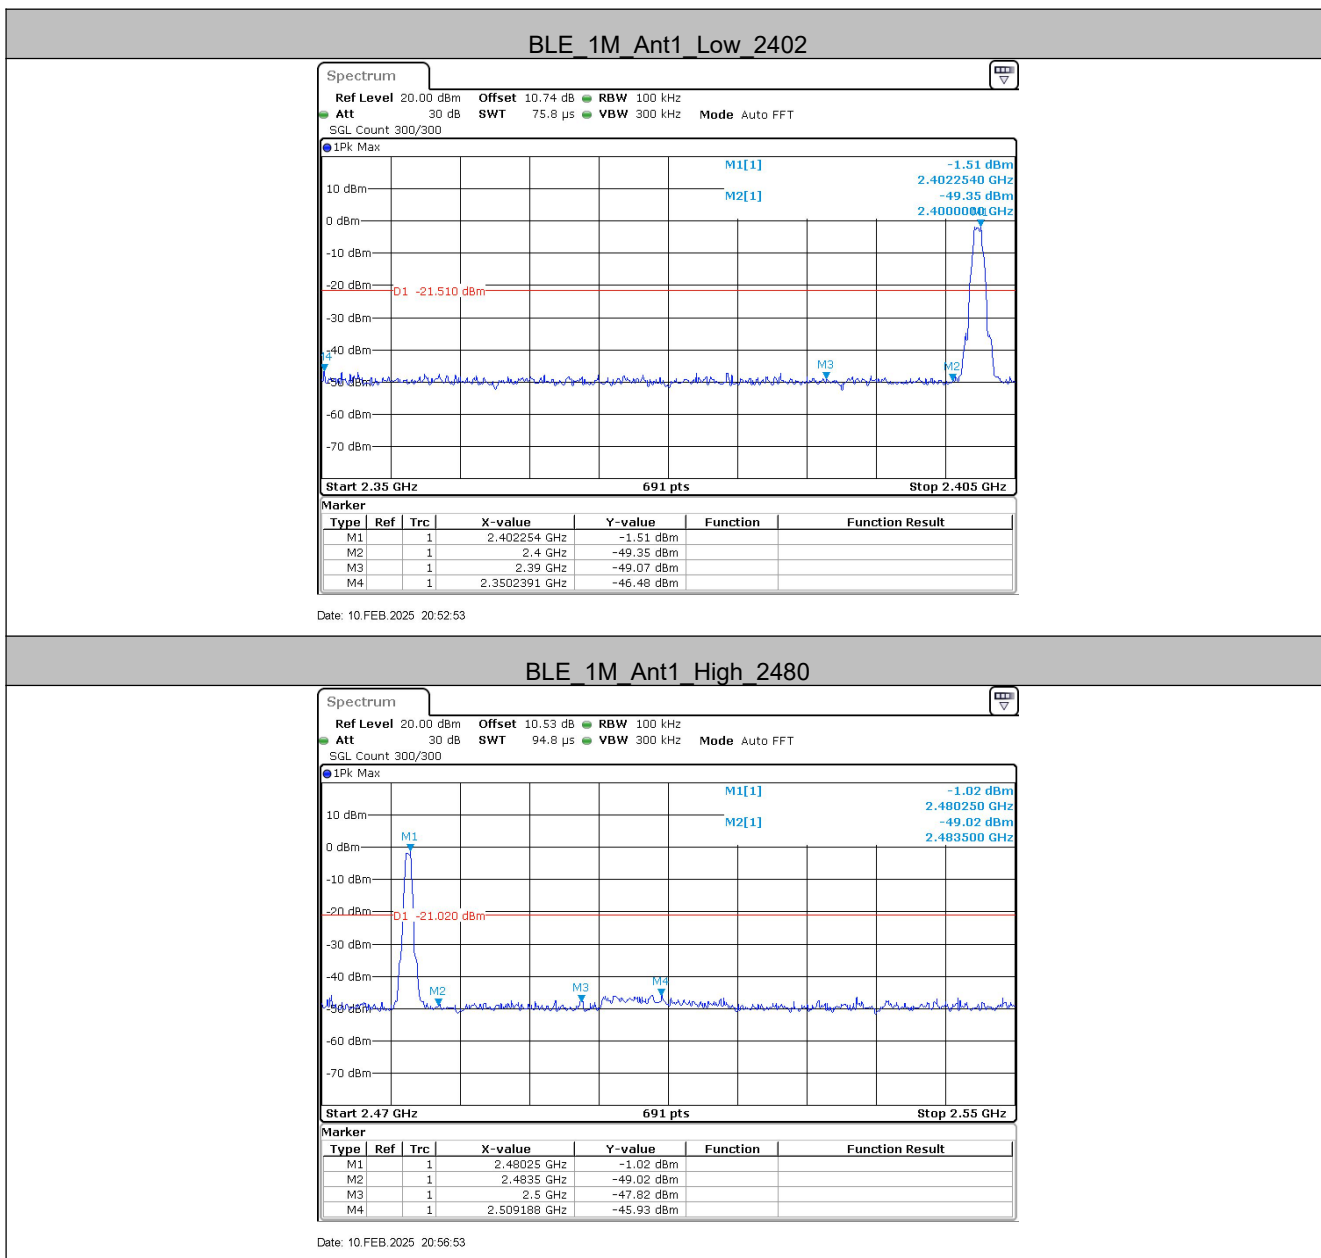 BLE_1M_Ant1_Low_2402
Spectrum
Ref Level 20.00 dBm Offset 10.74 dB RBW 100 kHz
Att 30 dB SWT 75.8 µs VBW 300 kHz Mode Auto FFT
SGL Count 300/300
1Pk Max
M1[1] -1.51 dBm
2.4022540 GHz
10 dBm
M2[1] -49.35 dBm
2.4000000 GHz
M1
0 dBm
-10 dBm
-20 dBm
D1 -21.510 dBm
-30 dBm
-40 dBm
M4
M3
M2
-50 dBm
-60 dBm
-70 dBm
Start 2.35 GHz 691 pts Stop 2.405 GHz
Marker
Type Ref Trc X-value Y-value Function Function Result
M1 1 2.402254 GHz -1.51 dBm
M2 1 2.4 GHz -49.35 dBm
M3 1 2.39 GHz -49.07 dBm
M4 1 2.3502391 GHz -46.48 dBm
Date: 10.FEB.2025 20:52:53
BLE_1M_Ant1_High_2480
Spectrum
Ref Level 20.00 dBm Offset 10.53 dB RBW 100 kHz
Att 30 dB SWT 94.8 µs VBW 300 kHz Mode Auto FFT
SGL Count 300/300
1Pk Max
M1[1] -1.02 dBm
2.480250 GHz
10 dBm
M2[1] -49.02 dBm
2.483500 GHz
M1
0 dBm
-10 dBm
-20 dBm
D1 -21.020 dBm
-30 dBm
-40 dBm
M2
M3
M4
-50 dBm
-60 dBm
-70 dBm
Start 2.47 GHz 691 pts Stop 2.55 GHz
Marker
Type Ref Trc X-value Y-value Function Function Result
M1 1 2.48025 GHz -1.02 dBm
M2 1 2.4835 GHz -49.02 dBm
M3 1 2.5 GHz -47.82 dBm
M4 1 2.509188 GHz -45.93 dBm
Date: 10.FEB.2025 20:56:53